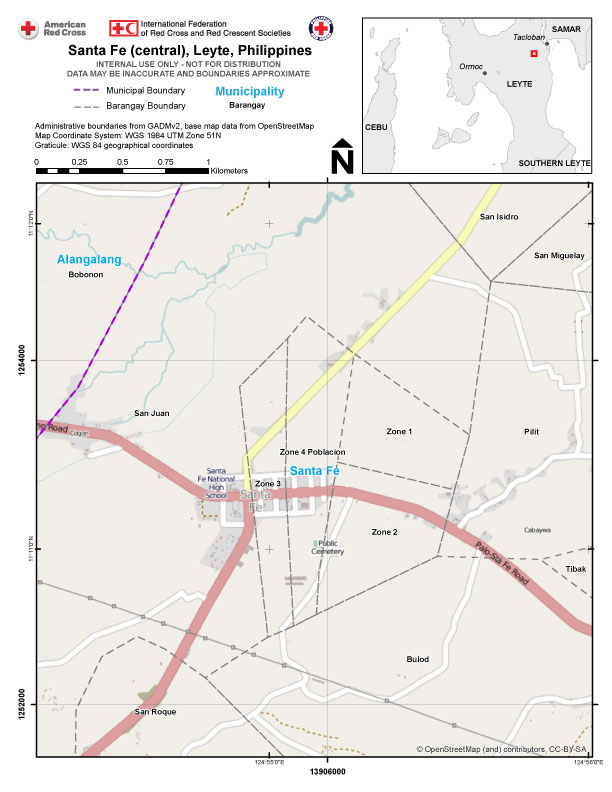 American
Red Cross
International Federation
of Red Cross and Red Crescent Societies
Santa Fe (central), Leyte, Philippines
INTERNAL USE ONLY - NOT FOR DISTRIBUTION
DATA MAY BE INACCURATE AND BOUNDARIES APPROXIMATE
Municipal Boundary
Municipality
Barangay Boundary
Barangay
Administrative boundaries from GADMv2, base map data from OpenStreetMap
Map Coordinate System: WGS 1984 UTM Zone 51N
Graticule: WGS 84 geographical coordinates
0 0.25 0.5 0.75 1
Kilometers
N
SAMAR
Tacloban
Ormoc
LEYTE
CEBU
SOUTHERN LEYTE
11°12'0"N
San Isidro
San Miguelay
Alangalang
Bobonon
1254000
San Juan
ng Road
Cogon
Zone 1
Pilit
Zone 4 Poblacion
Santa Fe
Santa
Fe National
High
School
Zone 3
Santa
Fe
Zone 2
Cabaywa
Public
Cemetery
11°11'0"N
Palo-Sta Fe Road
Tibak
Bulod
1252000
San Roque
© OpenStreetMap (and) contributors, CC-BY-SA
124°55'0"E
124°56'0"E
13906000